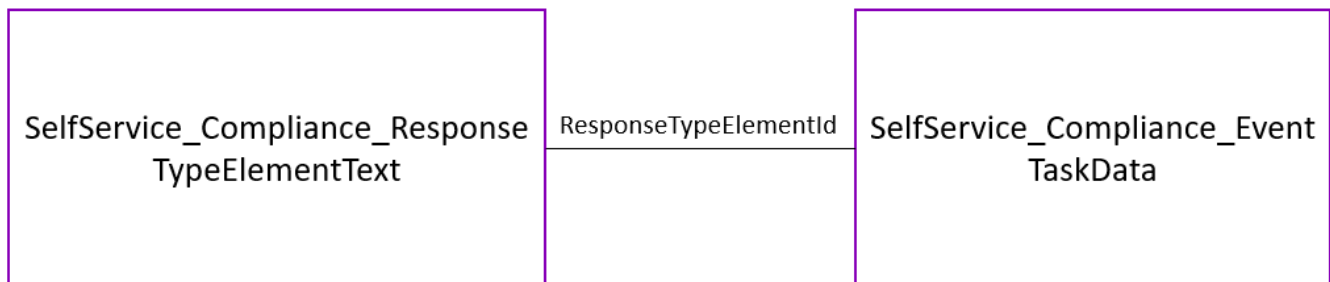 SelfService_Compliance_Response
TypeElementText
ResponseTypeElementId
SelfService_Compliance_Event
TaskData